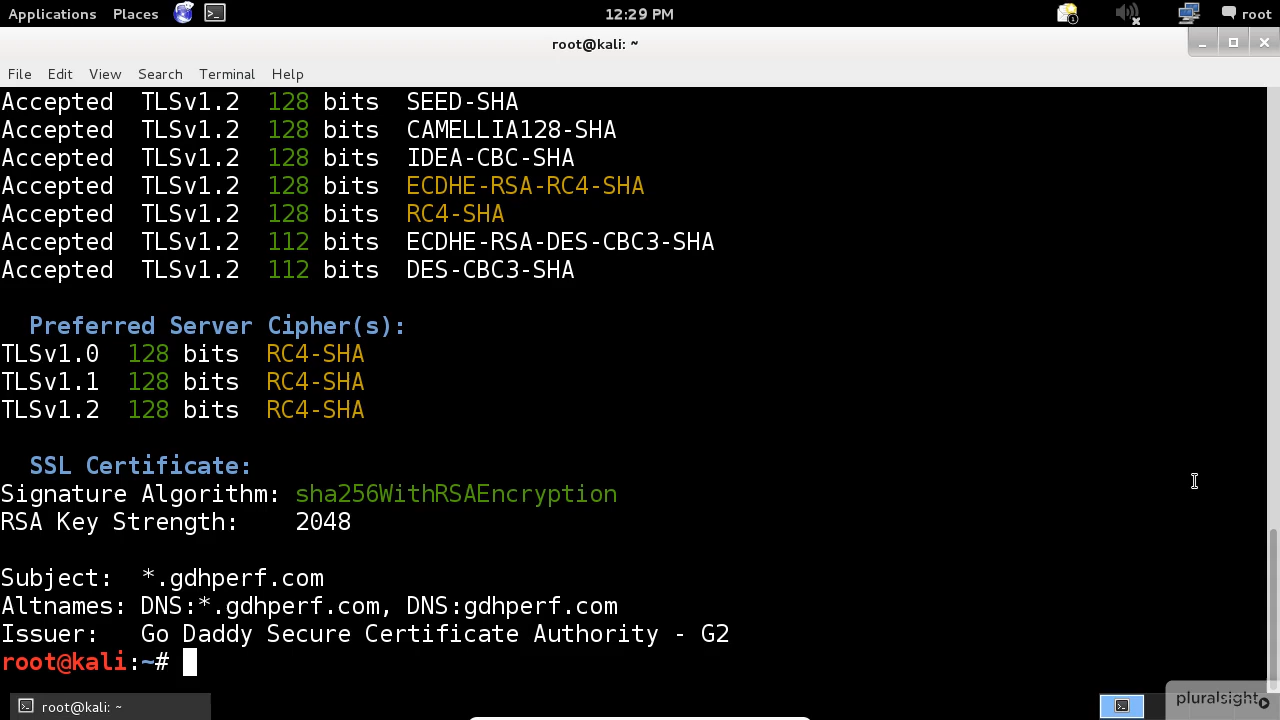 Applications Places 12:29 PM 1 root
root@kali: ~
File Edit View Search Terminal Help
Accepted TLSv1.2 128 bits SEED-SHA
Accepted TLSv1.2 128 bits CAMELLIA128-SHA
Accepted TLSv1.2 128 bits IDEA-CBC-SHA
Accepted TLSv1.2 128 bits ECDHE-RSA-RC4-SHA
Accepted TLSv1.2 128 bits RC4-SHA
Accepted TLSv1.2 112 bits ECDHE-RSA-DES-CBC3-SHA
Accepted TLSv1.2 112 bits DES-CBC3-SHA
Preferred Server Cipher(s):
TLSv1.0 128 bits RC4-SHA
TLSv1.1 128 bits RC4-SHA
TLSv1.2 128 bits RC4-SHA
SSL Certificate:
Signature Algorithm: sha256WithRSAEncryption
RSA Key Strength: 2048
Subject: *.gdhperf.com
Altnames: DNS:*.gdhperf.com, DNS:gdhperf.com
Issuer: Go Daddy Secure Certificate Authority - G2
root@kali:~#
root@kali: ~
pluralsight